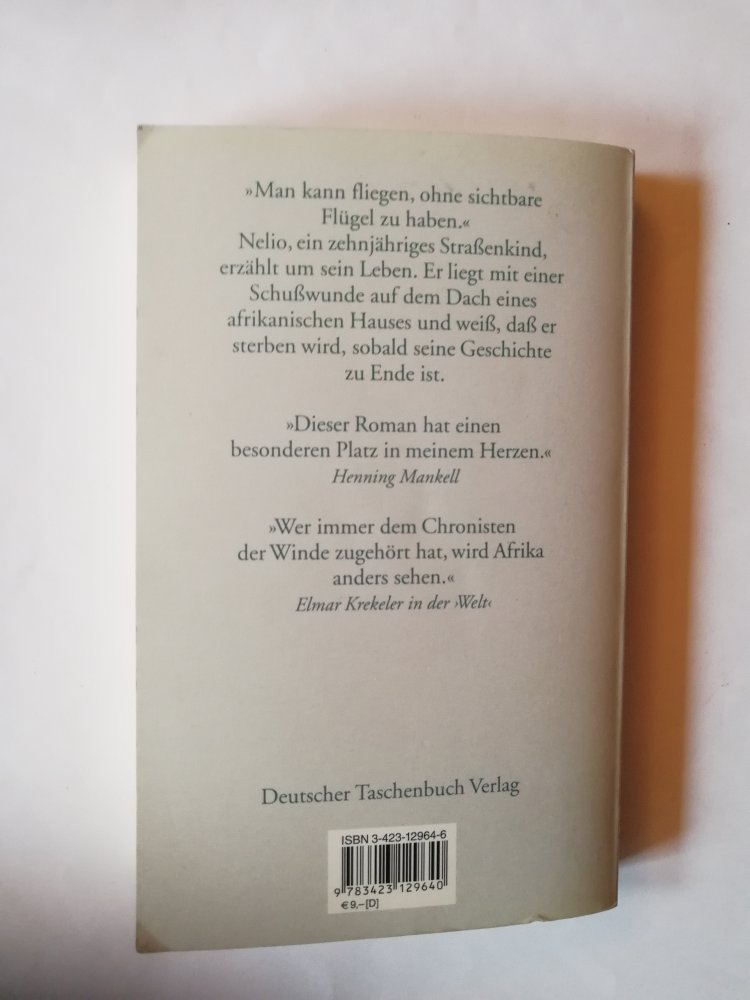 »Man kann fliegen, ohne sichtbare
Flügel zu haben.«
Nelio, ein zehnjähriges Straßenkind,
erzählt um sein Leben. Er liegt mit einer
Schußwunde auf dem Dach eines
afrikanischen Hauses und weiß, daß er
sterben wird, sobald seine Geschichte
zu Ende ist.
»Dieser Roman hat einen
besonderen Platz in meinem Herzen.«
Henning Mankell
»Wer immer dem Chronisten
der Winde zugehört hat, wird Afrika
anders sehen.«
Elmar Krekeler in der ›Welt‹
Deutscher Taschenbuch Verlag
ISBN 3-423-12964-6
9 783423 129640
€ 9,– [D]